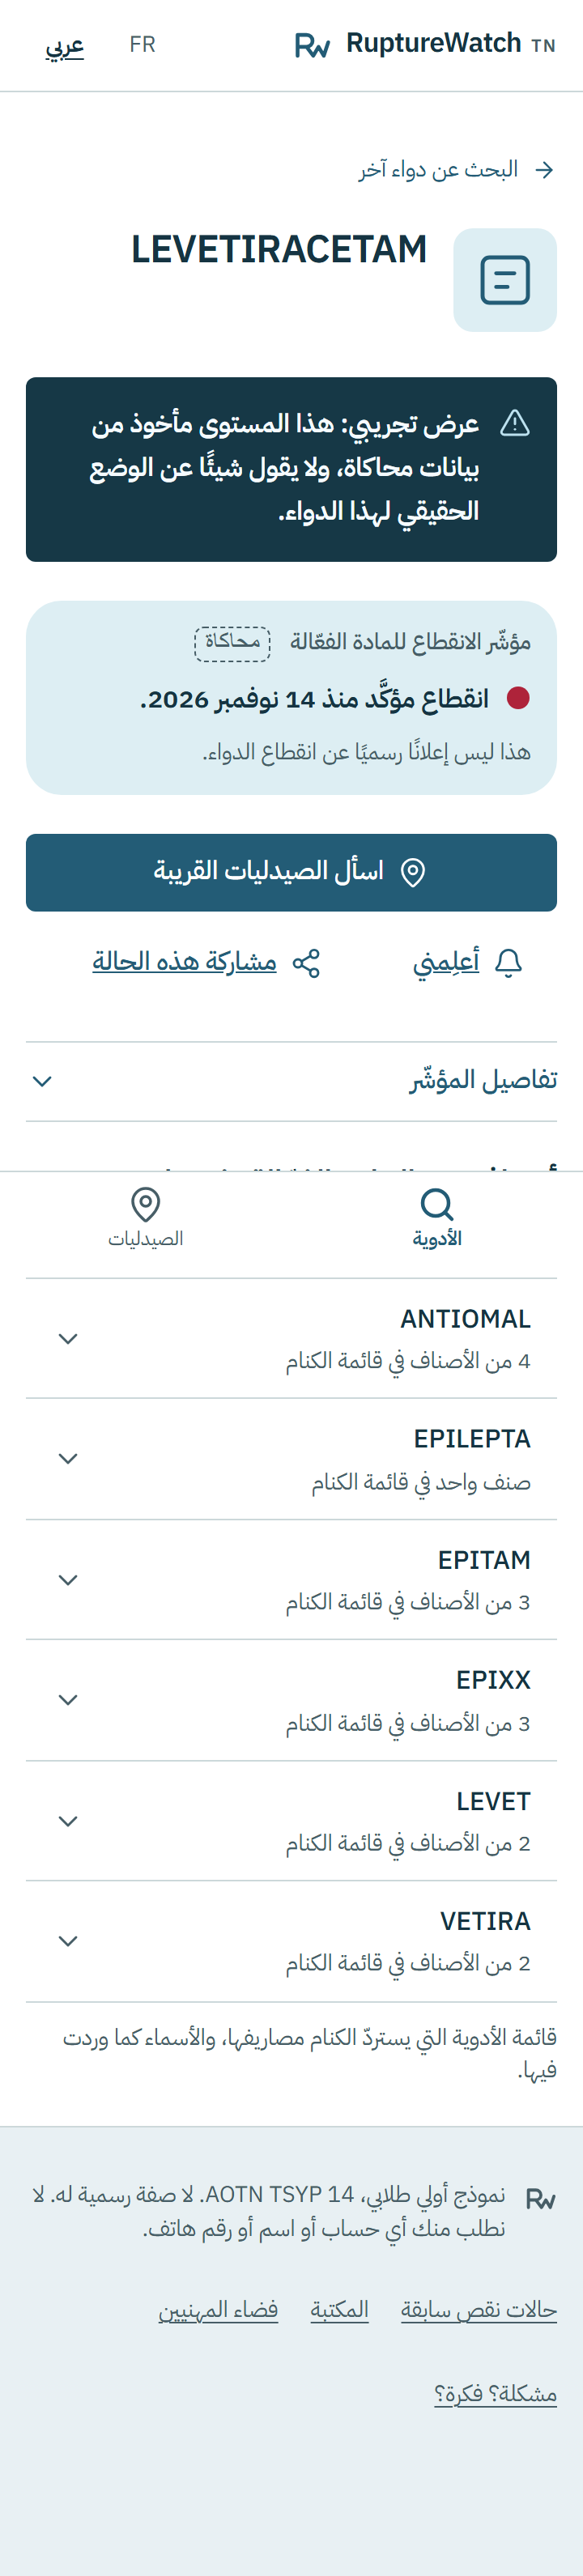 RuptureWatch TN
FR
عربي
البحث عن دواء آخر
LEVETIRACETAM
عرض تجريبي: هذا المستوى مأخوذ من
بيانات محاكاة، ولا يقول شيئًا عن الوضع
الحقيقي لهذا الدواء.
مؤشّر الانقطاع للمادة الفعّالة
محاكاة
انقطاع مؤكَّد منذ 14 نوفمبر 2026.
هذا ليس إعلانًا رسميًا عن انقطاع الدواء.
اسأل الصيدليات القريبة
أعلِمني
مشاركة هذه الحالة
تفاصيل المؤشّر
الأدوية
الصيدليات
ANTIOMAL
4 من الأصناف في قائمة الكنام
EPILEPTA
صنف واحد في قائمة الكنام
EPITAM
3 من الأصناف في قائمة الكنام
EPIXX
3 من الأصناف في قائمة الكنام
LEVET
2 من الأصناف في قائمة الكنام
VETIRA
2 من الأصناف في قائمة الكنام
قائمة الأدوية التي يستردّ الكنام مصاريفها، والأسماء كما وردت
فيها.
نموذج أولي طلابي، AOTN TSYP 14. لا صفة رسمية له. لا
نطلب منك أي حساب أو اسم أو رقم هاتف.
حالات نقص سابقة
المكتبة
فضاء المهنيين
مشكلة؟ فكرة؟